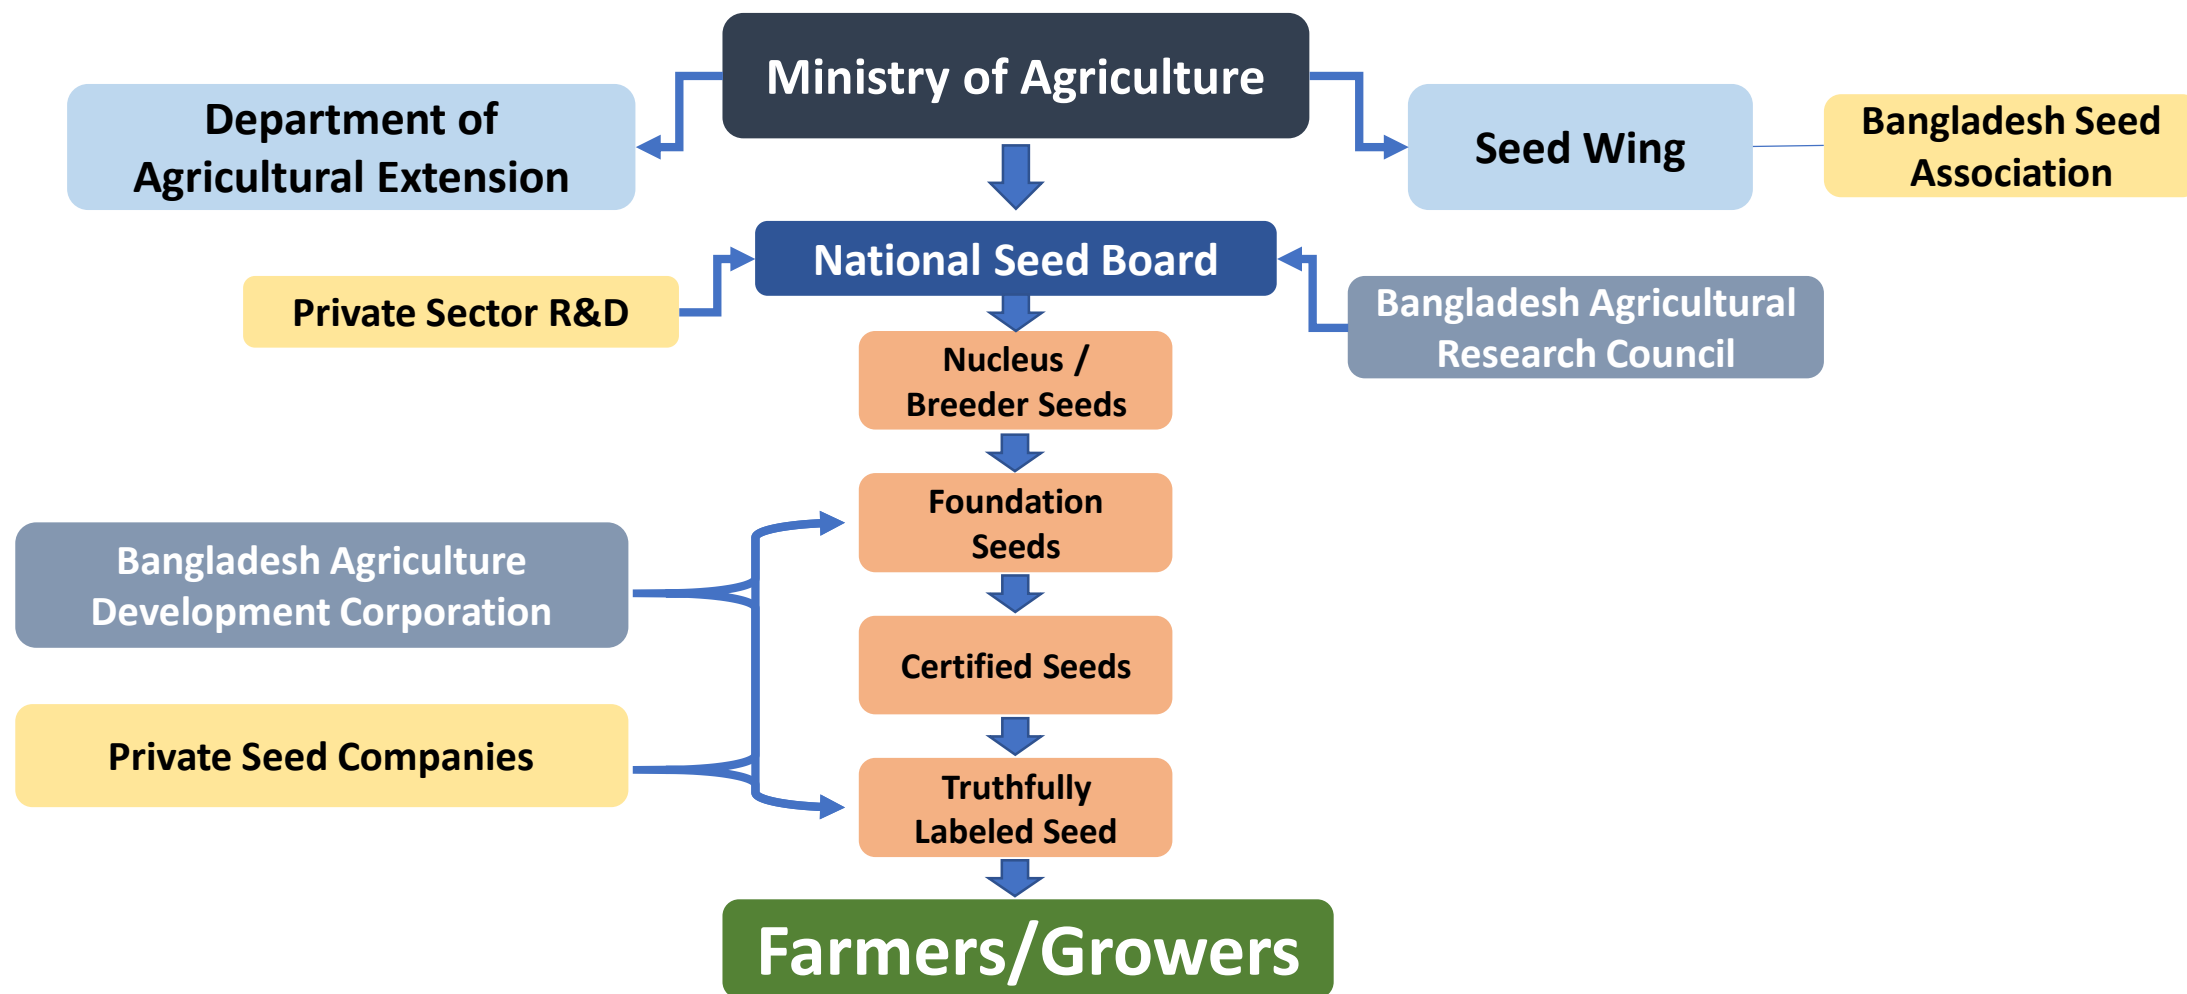 Ministry of Agriculture
Department of
Agricultural Extension
Seed Wing
Bangladesh Seed
Association
National Seed Board
Private Sector R&D
Bangladesh Agricultural
Research Council
Nucleus /
Breeder Seeds
Foundation
Seeds
Bangladesh Agriculture
Development Corporation
Certified Seeds
Private Seed Companies
Truthfully
Labeled Seed
Farmers/Growers